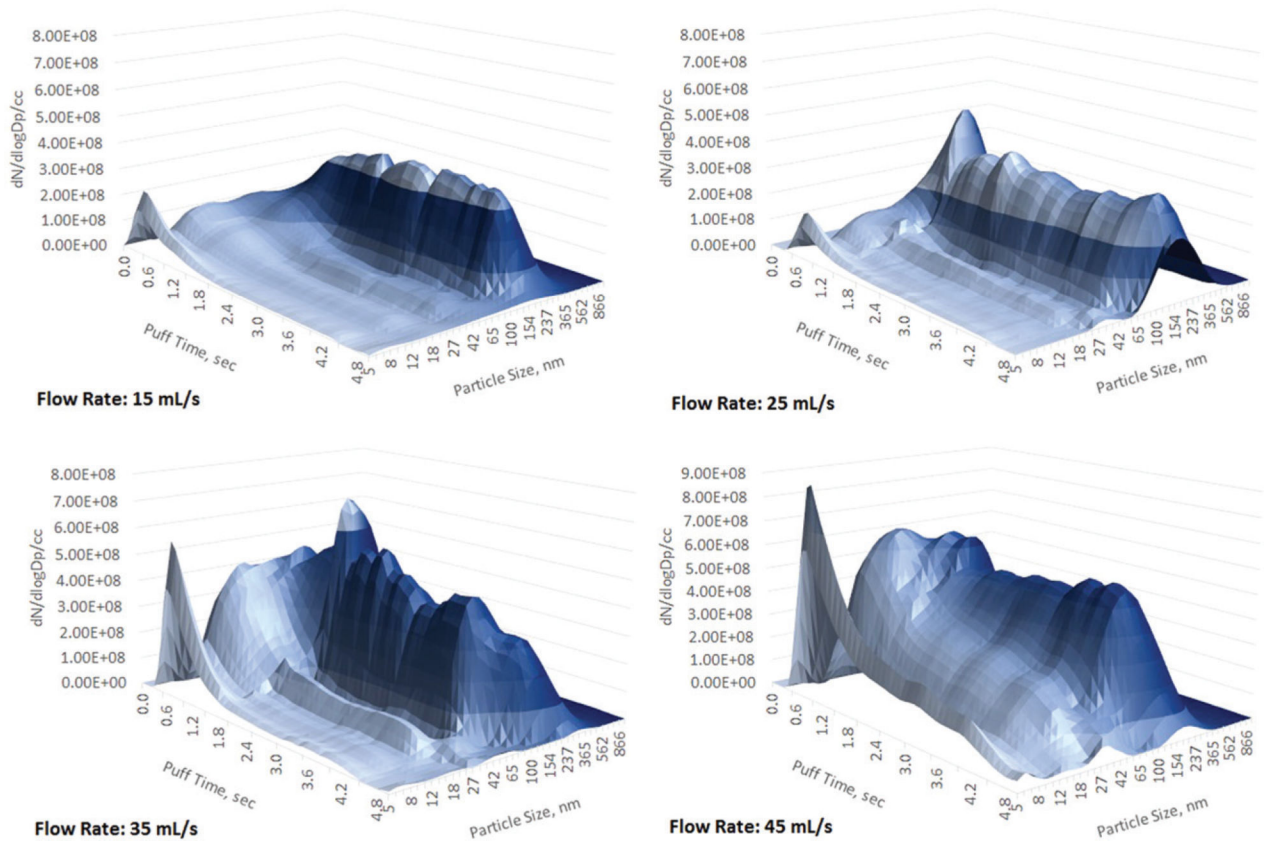 8.00E+08
7.00E+08
6.00E+08
5.00E+08
4.00E+08
3.00E+08
2.00E+08
1.00E+08
0.00E+00
dN/dlogDp/cc
0.0
0.6
1.2
1.8
2.4
3.0
3.6
4.2
4.8
Puff Time, sec
5
8
12
18
27
42
65
100
154
237
365
562
866
Particle Size, nm
Flow Rate: 15 mL/s
8.00E+08
7.00E+08
6.00E+08
5.00E+08
4.00E+08
3.00E+08
2.00E+08
1.00E+08
0.00E+00
dN/dlogDp/cc
0.0
0.6
1.2
1.8
2.4
3.0
3.6
4.2
4.8
Puff Time, sec
5
8
12
18
27
42
65
100
154
237
365
562
866
Particle Size, nm
Flow Rate: 25 mL/s
8.00E+08
7.00E+08
6.00E+08
5.00E+08
4.00E+08
3.00E+08
2.00E+08
1.00E+08
0.00E+00
dN/dlogDp/cc
0.0
0.6
1.2
1.8
2.4
3.0
3.6
4.2
4.8
Puff Time, sec
5
8
12
18
27
42
65
100
154
237
365
562
866
Particle Size, nm
Flow Rate: 35 mL/s
9.00E+08
8.00E+08
7.00E+08
6.00E+08
5.00E+08
4.00E+08
3.00E+08
2.00E+08
1.00E+08
0.00E+00
dN/dlogDp/cc
0.0
0.6
1.2
1.8
2.4
3.0
3.6
4.2
4.8
Puff Time, sec
5
8
12
18
27
42
65
100
154
237
365
562
866
Particle Size, nm
Flow Rate: 45 mL/s